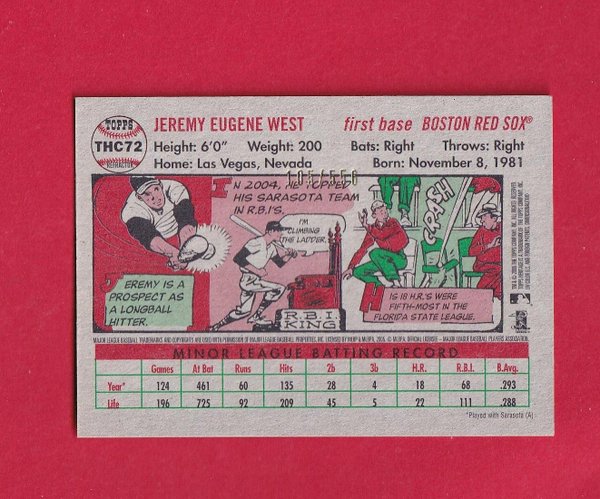 TOPPS
THC72
REFRACTOR
JEREMY EUGENE WEST first base BOSTON RED SOX®
Height: 6'0" Weight: 200 Bats: Right Throws: Right
Home: Las Vegas, Nevada Born: November 8, 1981
IN 2004, HE TOPPED
HIS SARASOTA TEAM
IN R.B.I'S.
I'M
CLIMBING
THE LADDER.
CRASH
JEREMY IS A
PROSPECT AS A
LONGBALL
HITTER.
R.B.I
KING
HIS 18 H.R.'S WERE
FIFTH-MOST IN THE
FLORIDA STATE LEAGUE.
MINOR LEAGUE BATTING RECORD
Games At Bat Runs Hits 2b 3b H.R. R.B.I. B.Avg.
Year* 124 461 60 135 28 4 18 68 .293
Life 196 725 92 209 45 5 22 111 .288
*Played with Sarasota (A)